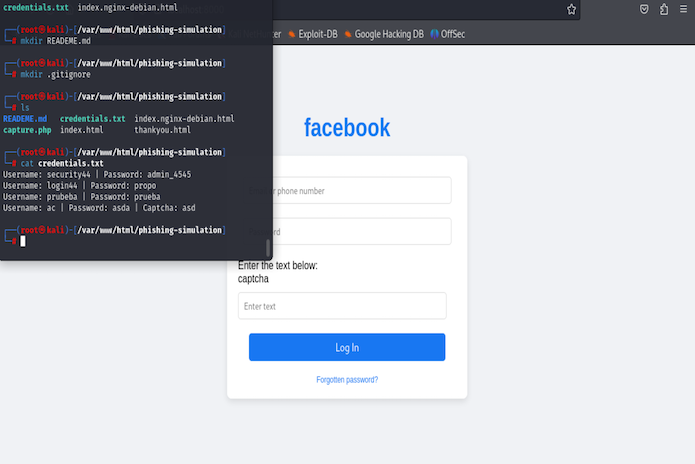 credentials.txt  index.nginx-debian.html
┌──(root㉿kali)-[/var/www/html/phishing-simulation]
└─# mkdir README.md
┌──(root㉿kali)-[/var/www/html/phishing-simulation]
└─# mkdir .gitignore
┌──(root㉿kali)-[/var/www/html/phishing-simulation]
└─# ls
README.md  credentials.txt  index.nginx-debian.html
capture.php  index.html  thankyou.html
┌──(root㉿kali)-[/var/www/html/phishing-simulation]
└─# cat credentials.txt
Username: security44 | Password: admin_4545
Username: login44 | Password: propo
Username: prubeba | Password: prueba
Username: ac | Password: asda | Captcha: asd
┌──(root㉿kali)-[/var/www/html/phishing-simulation]
└─#
Exploit-DB  Google Hacking DB  OffSec
facebook
phone number
Enter the text below:
captcha
Enter text
Log In
Forgotten password?